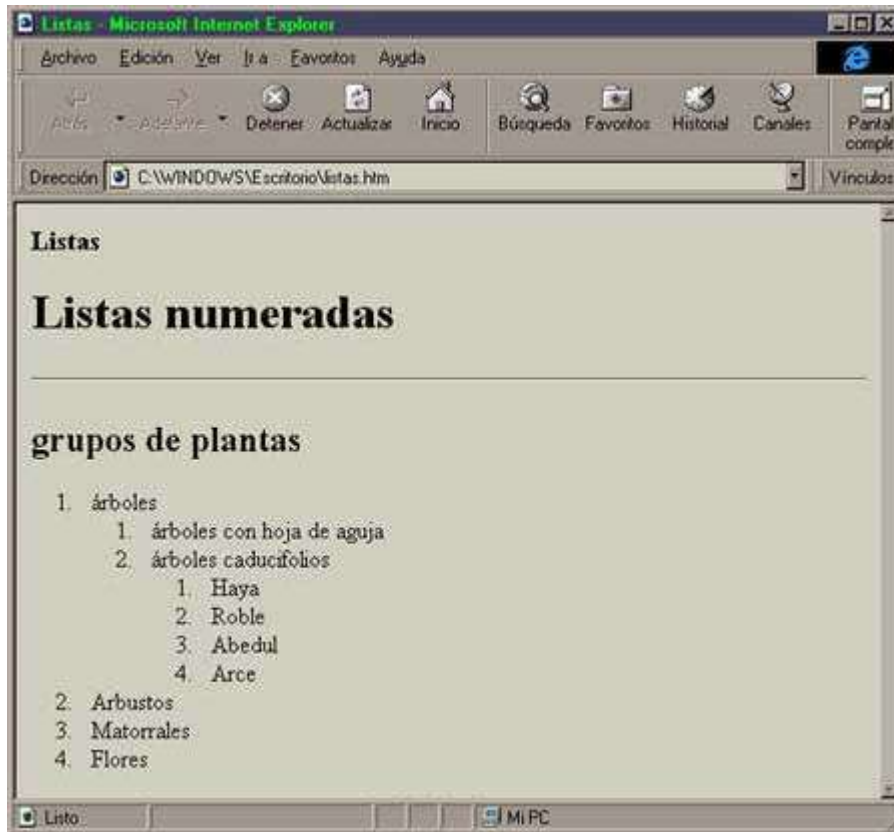 Listas - Microsoft Internet Explorer
Archivo Edición Ver Ir a Favoritos Ayuda
Atrás Adelante Detener Actualizar Inicio Búsqueda Favoritos Historial Canales Pantal comple
Dirección C:\WINDOWS\Escritorio\listas.htm Vínculos
Listas
Listas numeradas
grupos de plantas
1. árboles
1. árboles con hoja de aguja
2. árboles caducifolios
1. Haya
2. Roble
3. Abedul
4. Arce
2. Arbustos
3. Matorrales
4. Flores
Listo Mi PC